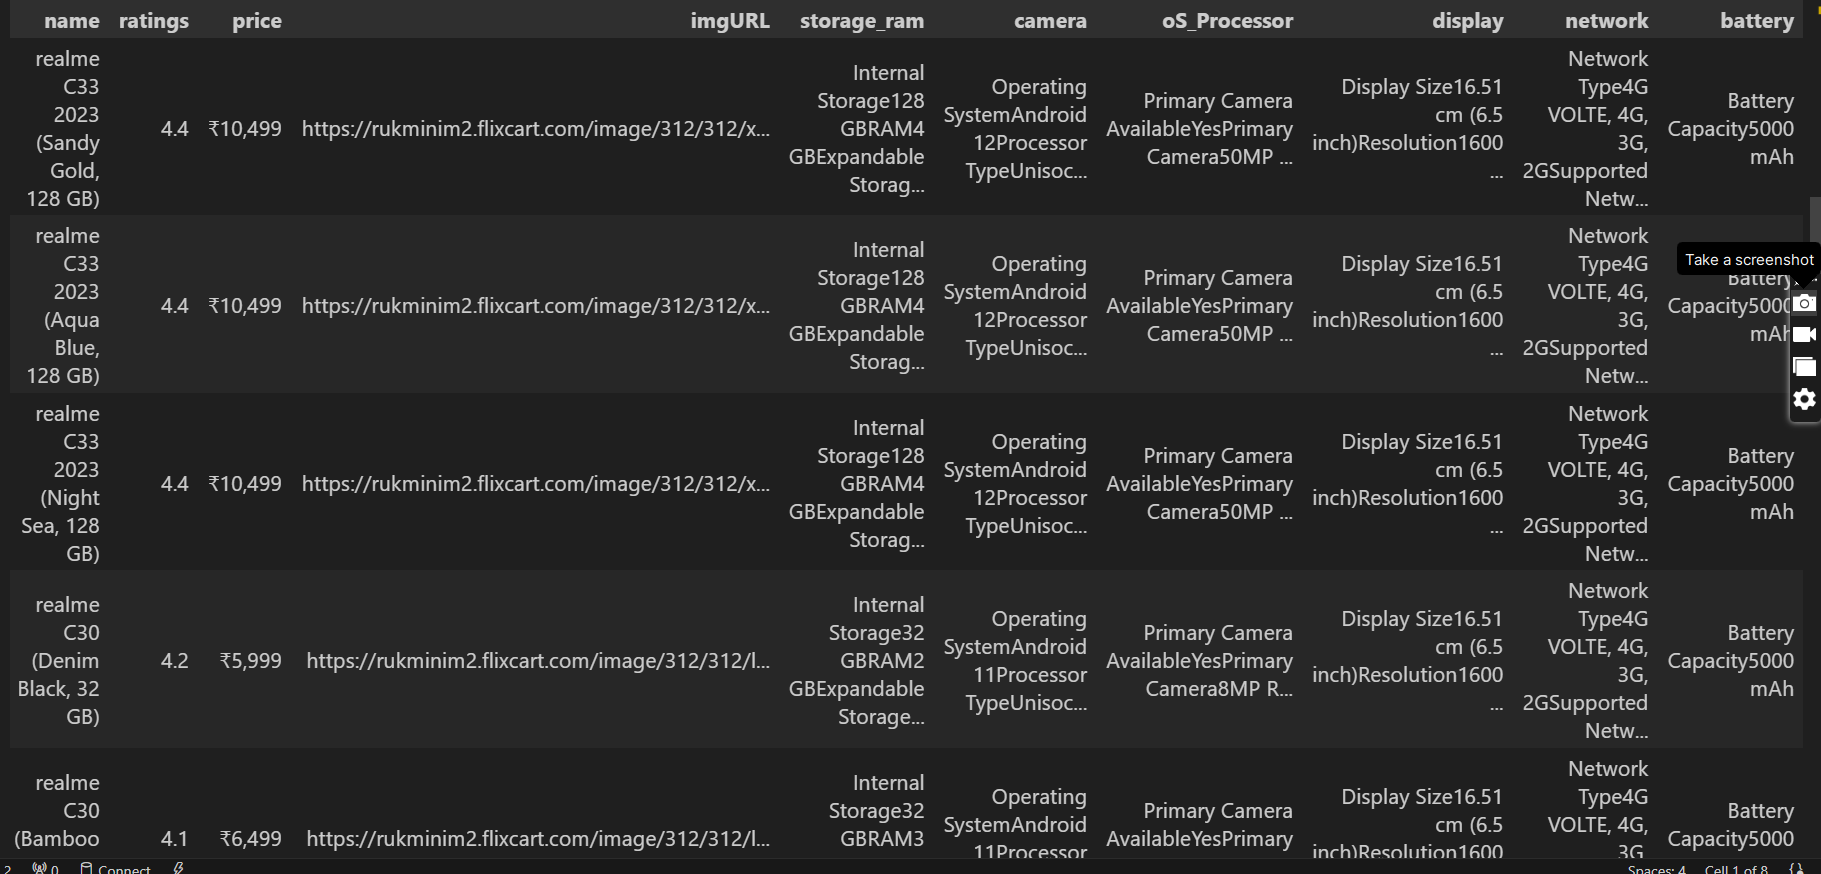 name ratings price imgURL storage_ram camera oS_Processor display network battery
realme
C33
2023
(Sandy
Gold,
128 GB)
4.4
₹10,499
https://rukminim2.flixcart.com/image/312/312/x...
Internal
Storage128
GBRAM4
GBExpandable
Storag...
Operating
SystemAndroid
12Processor
TypeUnisoc...
Primary Camera
AvailableYesPrimary
Camera50MP ...
Display Size16.51
cm (6.5
inch)Resolution1600
...
Network
Type4G
VOLTE, 4G,
3G,
2GSupported
Netw...
Battery
Capacity5000
mAh
realme
C33
2023
(Aqua
Blue,
128 GB)
4.4
₹10,499
https://rukminim2.flixcart.com/image/312/312/x...
Internal
Storage128
GBRAM4
GBExpandable
Storag...
Operating
SystemAndroid
12Processor
TypeUnisoc...
Primary Camera
AvailableYesPrimary
Camera50MP ...
Display Size16.51
cm (6.5
inch)Resolution1600
...
Network
Type4G
VOLTE, 4G,
3G,
2GSupported
Netw...
Take a screenshot
Battery
Capacity5000
mAh
realme
C33
2023
(Night
Sea, 128
GB)
4.4
₹10,499
https://rukminim2.flixcart.com/image/312/312/x...
Internal
Storage128
GBRAM4
GBExpandable
Storag...
Operating
SystemAndroid
12Processor
TypeUnisoc...
Primary Camera
AvailableYesPrimary
Camera50MP ...
Display Size16.51
cm (6.5
inch)Resolution1600
...
Network
Type4G
VOLTE, 4G,
3G,
2GSupported
Netw...
Battery
Capacity5000
mAh
realme
C30
(Denim
Black, 32
GB)
4.2
₹5,999
https://rukminim2.flixcart.com/image/312/312/l...
Internal
Storage32
GBRAM2
GBExpandable
Storage...
Operating
SystemAndroid
11Processor
TypeUnisoc...
Primary Camera
AvailableYesPrimary
Camera8MP R...
Display Size16.51
cm (6.5
inch)Resolution1600
...
Network
Type4G
VOLTE, 4G,
3G,
2GSupported
Netw...
Battery
Capacity5000
mAh
realme
C30
(Bamboo
4.1
₹6,499
https://rukminim2.flixcart.com/image/312/312/l...
Internal
Storage32
GBRAM3
Operating
SystemAndroid
11Processor
Primary Camera
AvailableYesPrimary
Display Size16.51
cm (6.5
inch)Resolution1600
Network
Type4G
VOLTE, 4G,
3G,
Battery
Capacity5000
2 0 Connect Spaces: 4 Cell 1 of 8